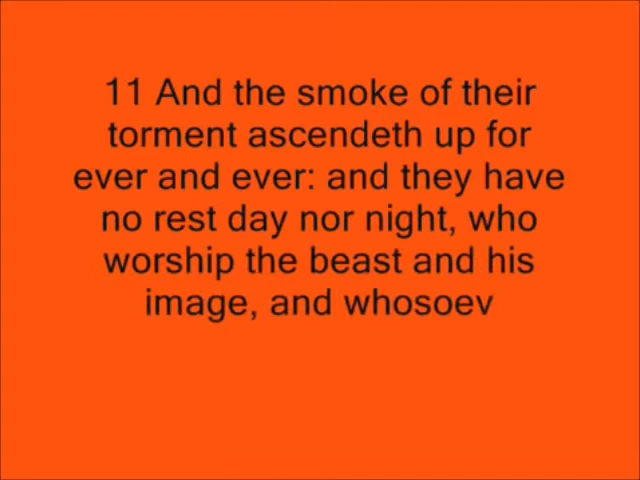 11 And the smoke of their
torment ascendeth up for
ever and ever: and they have
no rest day nor night, who
worship the beast and his
image, and whosoev